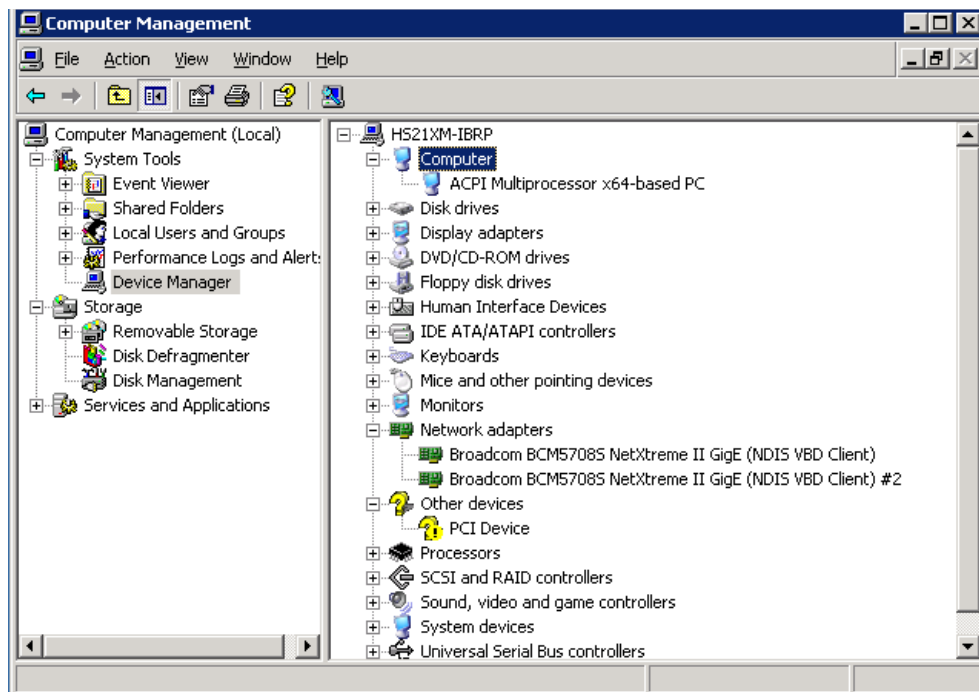 Computer Management
File Action View Window Help
Computer Management (Local)
System Tools
Event Viewer
Shared Folders
Local Users and Groups
Performance Logs and Alert:
Device Manager
Storage
Removable Storage
Disk Defragmenter
Disk Management
Services and Applications
HS21XM-IBRP
Computer
ACPI Multiprocessor x64-based PC
Disk drives
Display adapters
DVD/CD-ROM drives
Floppy disk drives
Human Interface Devices
IDE ATA/ATAPI controllers
Keyboards
Mice and other pointing devices
Monitors
Network adapters
Broadcom BCM5708S NetXtreme II GigE (NDIS VBD Client)
Broadcom BCM5708S NetXtreme II GigE (NDIS VBD Client) #2
Other devices
PCI Device
Processors
SCSI and RAID controllers
Sound, video and game controllers
System devices
Universal Serial Bus controllers